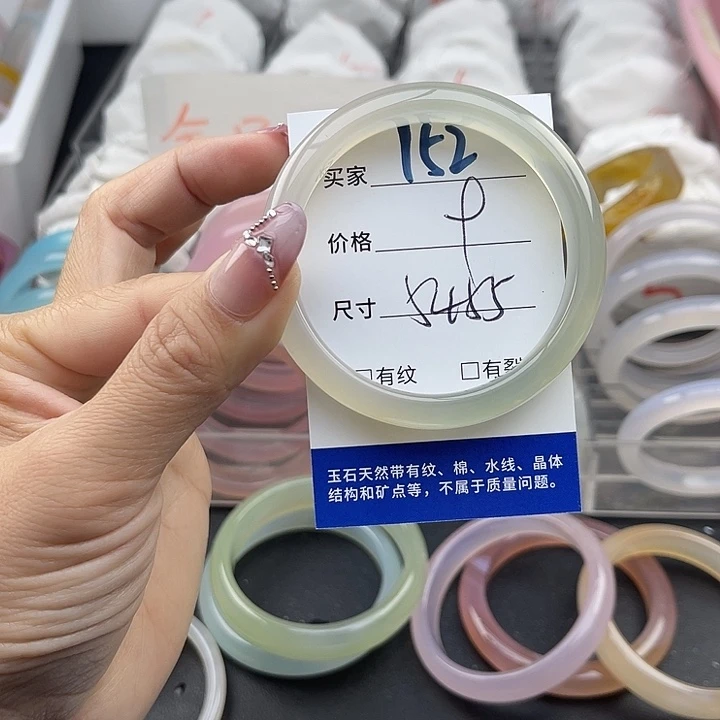 买家 152
价格
尺寸
□有纹 □有裂
玉石天然带有纹、棉、水线、晶体
结构和矿点等，不属于质量问题。